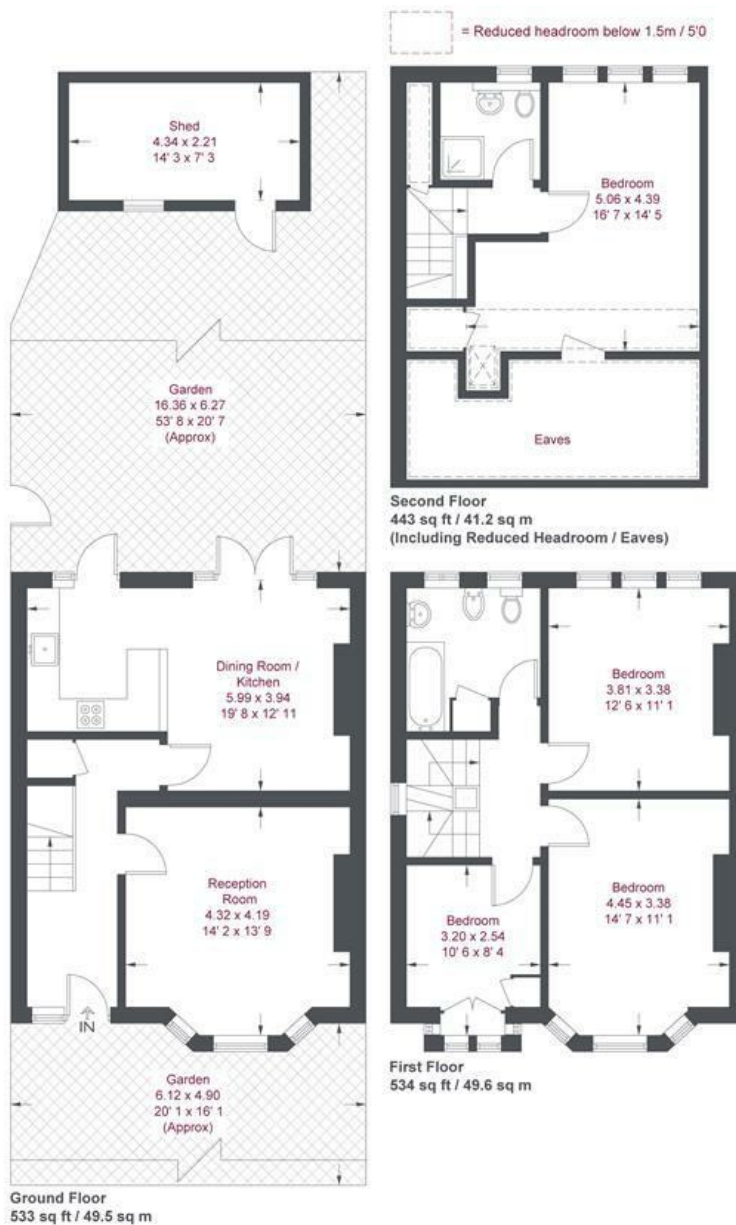 = Reduced headroom below 1.5m / 5'0
Shed
4.34 x 2.21
14' 3 x 7' 3
Bedroom
5.06 x 4.39
16' 7 x 14' 5
Garden
16.36 x 6.27
53' 8 x 20' 7
(Approx)
Eaves
Second Floor
443 sq ft / 41.2 sq m
(Including Reduced Headroom / Eaves)
Dining Room /
Kitchen
5.99 x 3.94
19' 8 x 12' 11
Bedroom
3.81 x 3.38
12' 6 x 11' 1
Reception
Room
4.32 x 4.19
14' 2 x 13' 9
Bedroom
3.20 x 2.54
10' 6 x 8' 4
Bedroom
4.45 x 3.38
14' 7 x 11' 1
IN
First Floor
534 sq ft / 49.6 sq m
Garden
6.12 x 4.90
20' 1 x 16' 1
(Approx)
Ground Floor
533 sq ft / 49.5 sq m